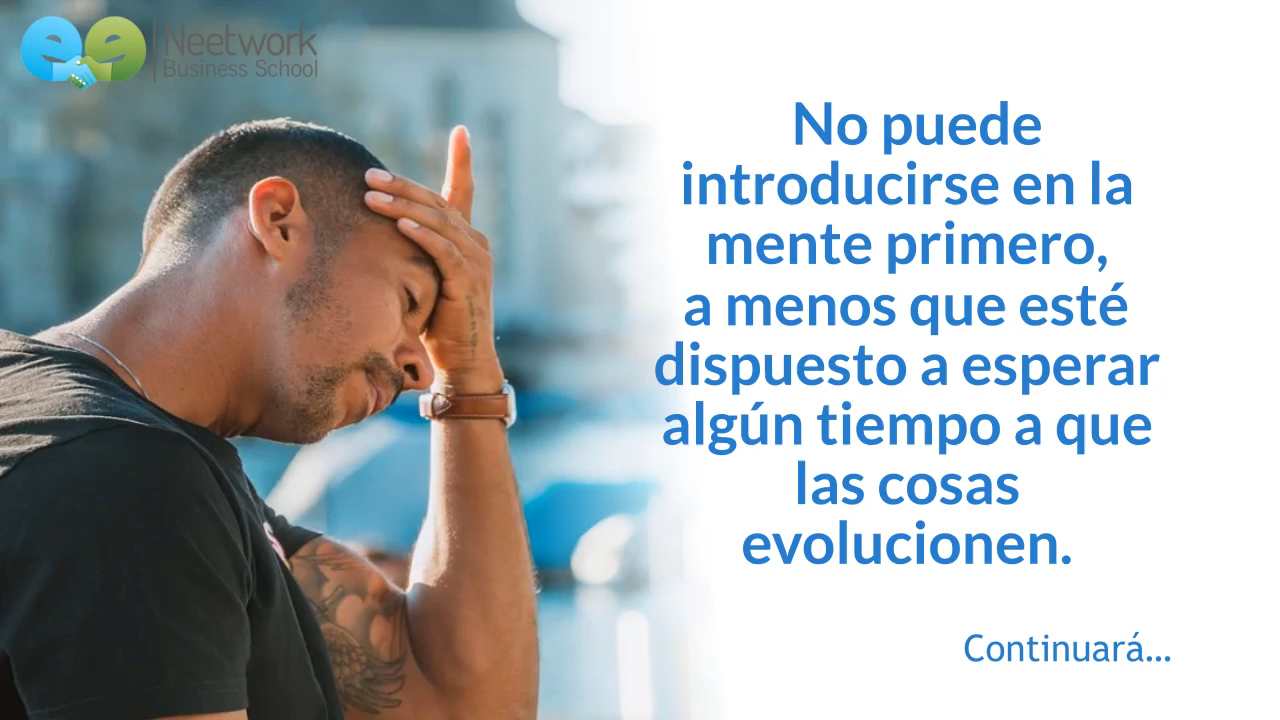 Neetwork
Business School
No puede
introducirse en la
mente primero,
a menos que esté
dispuesto a esperar
algún tiempo a que
las cosas
evolucionen.
Continuará...